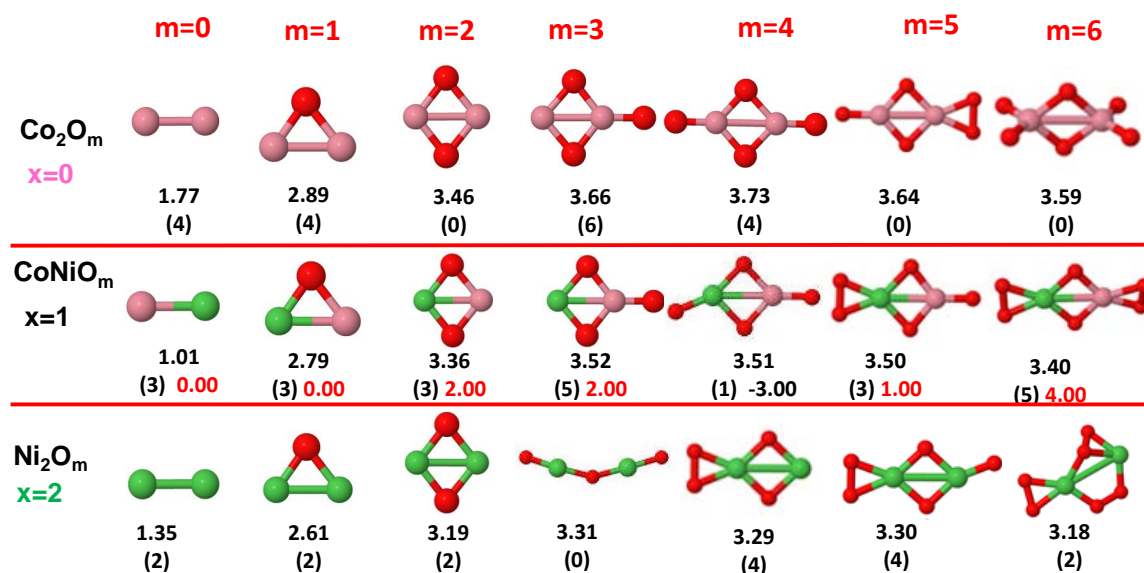 m=0 m=1 m=2 m=3 m=4 m=5 m=6
Co₂Oₘ
x=0
1.77 2.89 3.46 3.66 3.73 3.64 3.59
(4) (4) (0) (6) (4) (0) (0)
CoNiOₘ
x=1
1.01 2.79 3.36 3.52 3.51 3.50 3.40
(3) 0.00 (3) 0.00 (3) 2.00 (5) 2.00 (1) -3.00 (3) 1.00 (5) 4.00
Ni₂Oₘ
x=2
1.35 2.61 3.19 3.31 3.29 3.30 3.18
(2) (2) (2) (0) (4) (4) (2)